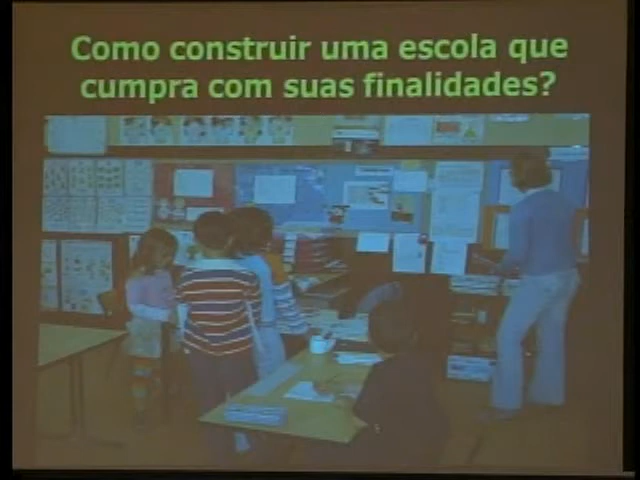 Como construir uma escola que
cumpra com suas finalidades?